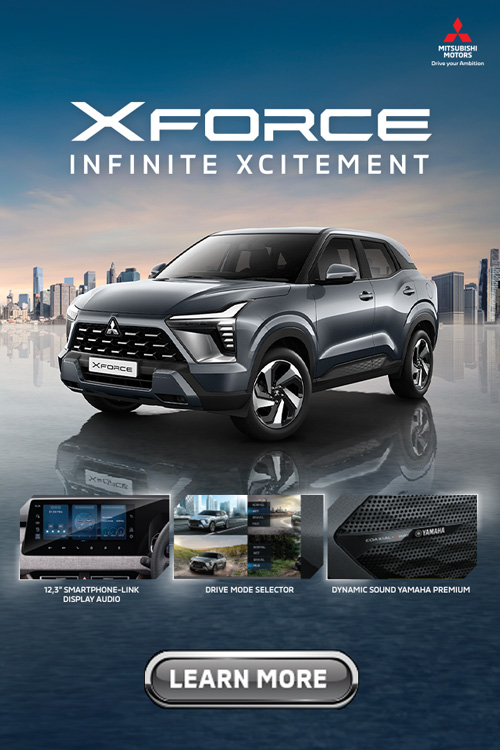 MITSUBISHI
MOTORS
Drive your Ambition
XFORCE
INFINITE XCITEMENT
XFORCE
YAMAHA
12,3" SMARTPHONE-LINK
DISPLAY AUDIO
DRIVE MODE SELECTOR
DYNAMIC SOUND YAMAHA PREMIUM
LEARN MORE